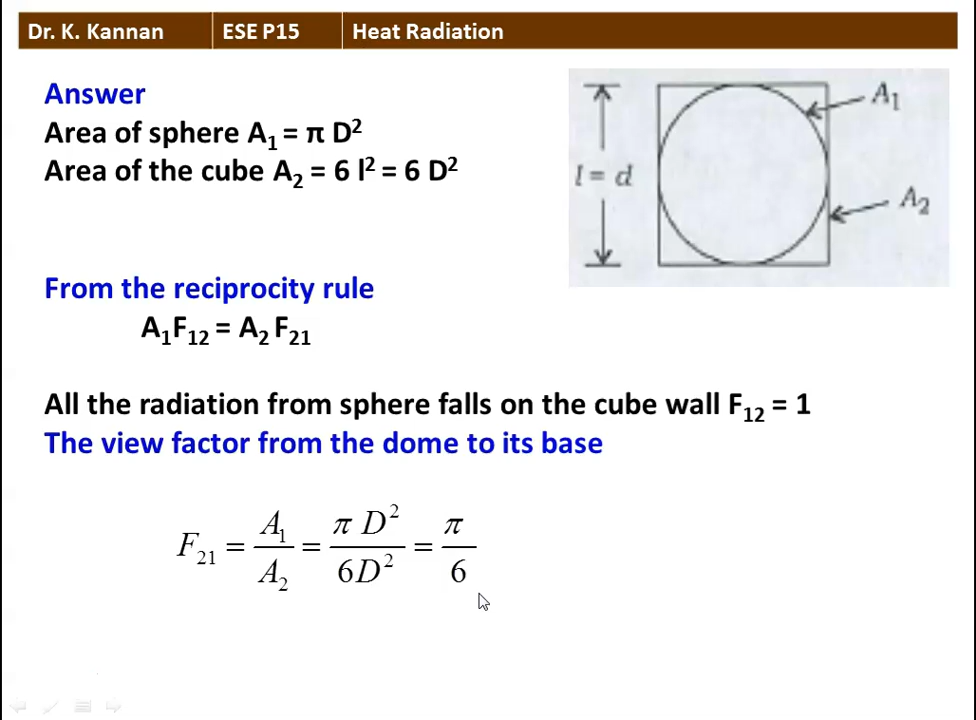 Dr. K. Kannan ESE P15 Heat Radiation
Answer
Area of sphere A₁ = π D²
Area of the cube A₂ = 6 l² = 6 D²
l = d
A₁
A₂
From the reciprocity rule
A₁F₁₂ = A₂ F₂₁
All the radiation from sphere falls on the cube wall F₁₂ = 1
The view factor from the dome to its base
F₂₁ = A₁/A₂ = π D²/6D² = π/6